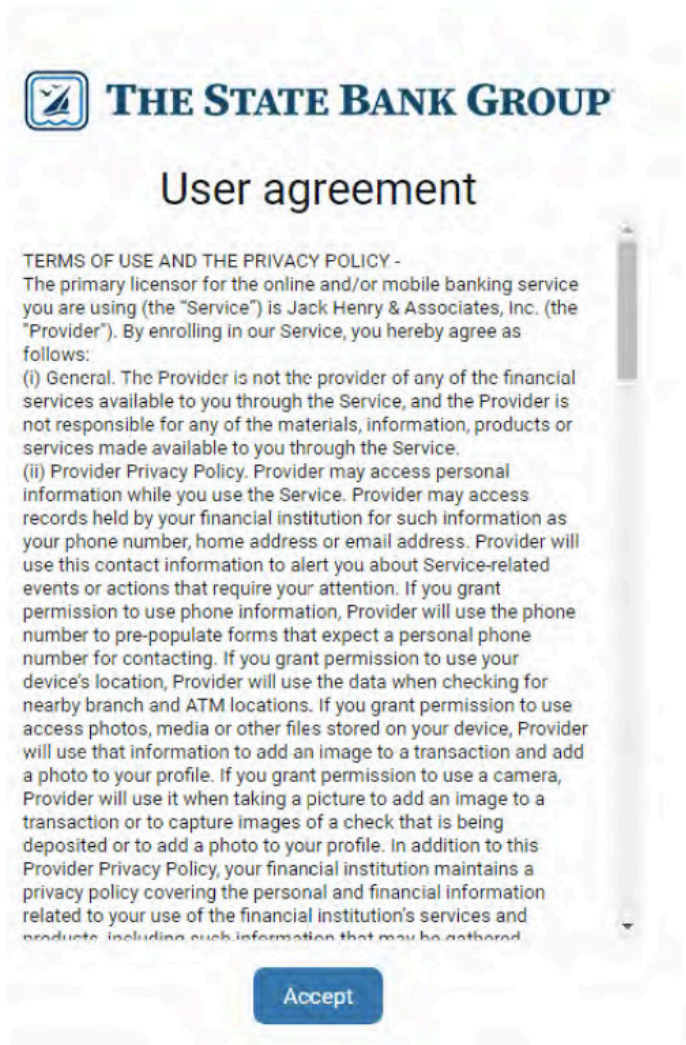 THE STATE BANK GROUP
User agreement
TERMS OF USE AND THE PRIVACY POLICY -
The primary licensor for the online and/or mobile banking service
you are using (the "Service") is Jack Henry & Associates, Inc. (the
"Provider"). By enrolling in our Service, you hereby agree as
follows:
(i) General. The Provider is not the provider of any of the financial
services available to you through the Service, and the Provider is
not responsible for any of the materials, information, products or
services made available to you through the Service.
(ii) Provider Privacy Policy. Provider may access personal
information while you use the Service. Provider may access
records held by your financial institution for such information as
your phone number, home address or email address. Provider will
use this contact information to alert you about Service-related
events or actions that require your attention. If you grant
permission to use phone information, Provider will use the phone
number to pre-populate forms that expect a personal phone
number for contacting. If you grant permission to use your
device's location, Provider will use the data when checking for
nearby branch and ATM locations. If you grant permission to use
access photos, media or other files stored on your device, Provider
will use that information to add an image to a transaction and add
a photo to your profile. If you grant permission to use a camera,
Provider will use it when taking a picture to add an image to a
transaction or to capture images of a check that is being
deposited or to add a photo to your profile. In addition to this
Provider Privacy Policy, your financial institution maintains a
privacy policy covering the personal and financial information
related to your use of the financial institution's services and
products, including such information that may be gathered
Accept